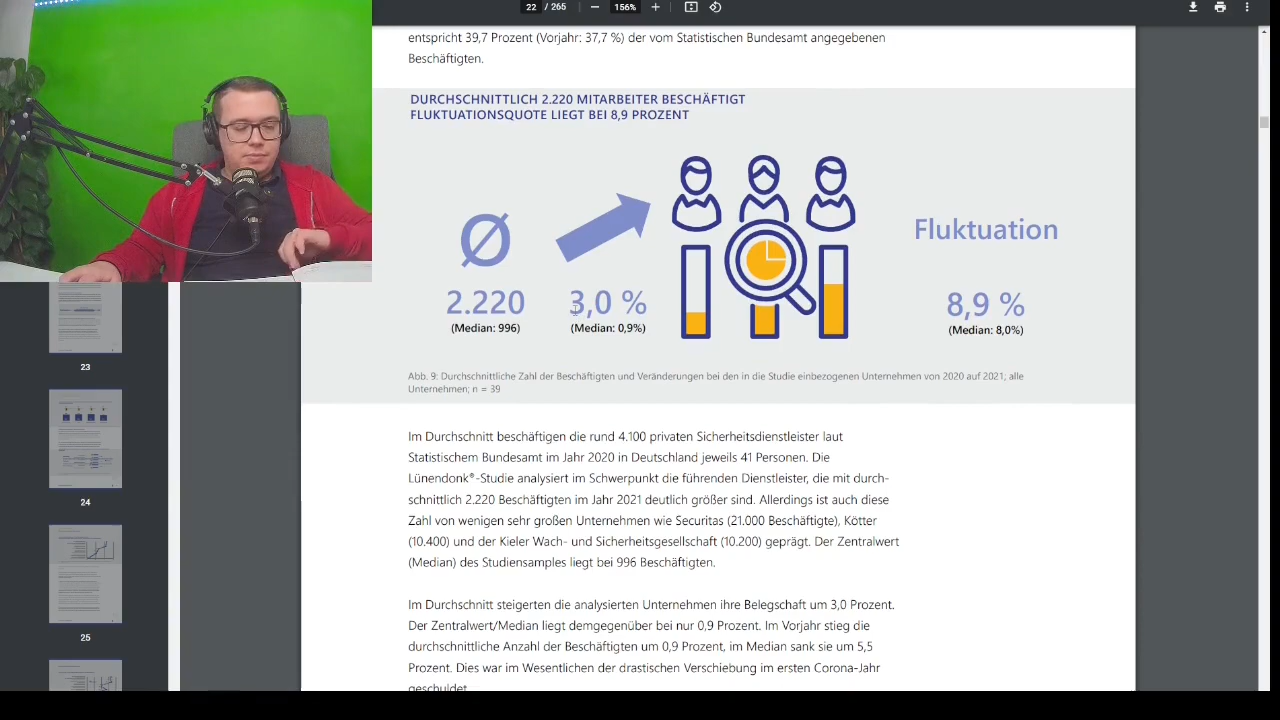 22 / 265
156%
entspricht 39,7 Prozent (Vorjahr: 37,7 %) der vom Statistischen Bundesamt angegebenen
Beschäftigten.
DURCHSCHNITTLICH 2.220 MITARBEITER BESCHÄFTIGT
FLUKTUATIONSQUOTE LIEGT BEI 8,9 PROZENT
Ø
Fluktuation
2.220
3,0 %
8,9 %
(Median: 996)
(Median: 0,9%)
(Median: 8,0%)
Abb. 9: Durchschnittliche Zahl der Beschäftigten und Veränderungen bei den in die Studie einbezogenen Unternehmen von 2020 auf 2021; alle
Unternehmen; n = 39
Im Durchschnitt beschäftigen die rund 4.100 privaten Sicherheitsdienstleister laut
Statistischem Bundesamt im Jahr 2020 in Deutschland jeweils 41 Personen. Die
Lünendonk®-Studie analysiert im Schwerpunkt die führenden Dienstleister, die mit durch-
schnittlich 2.220 Beschäftigten im Jahr 2021 deutlich größer sind. Allerdings ist auch diese
Zahl von wenigen sehr großen Unternehmen wie Securitas (21.000 Beschäftigte), Kötter
(10.400) und der Kieler Wach- und Sicherheitsgesellschaft (10.200) geprägt. Der Zentralwert
(Median) des Studiensamples liegt bei 996 Beschäftigten.
Im Durchschnitt steigerten die analysierten Unternehmen ihre Belegschaft um 3,0 Prozent.
Der Zentralwert/Median liegt demgegenüber bei nur 0,9 Prozent. Im Vorjahr stieg die
durchschnittliche Anzahl der Beschäftigten um 0,9 Prozent, im Median sank sie um 5,5
Prozent. Dies war im Wesentlichen der drastischen Verschiebung im ersten Corona-Jahr
geschuldet.
23
24
25